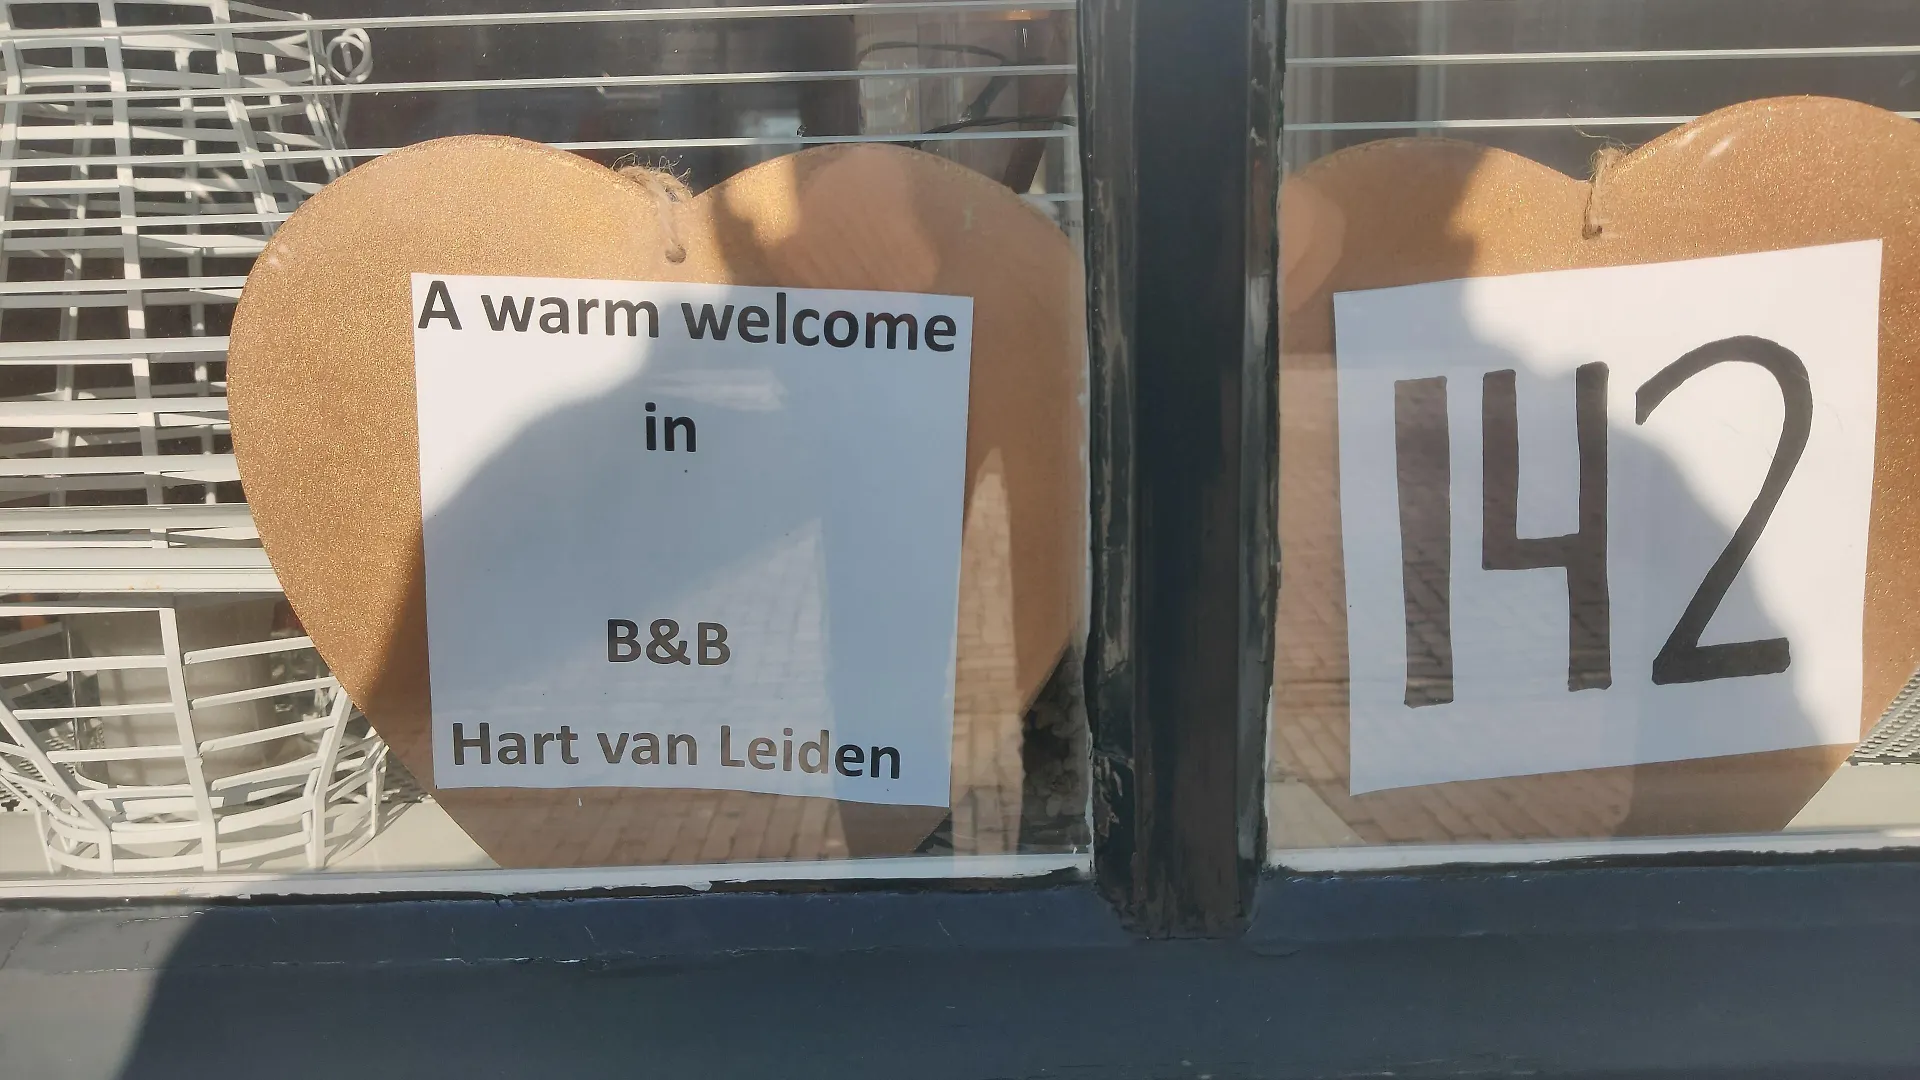 A warm welcome
in
B&B
Hart van Leiden
142